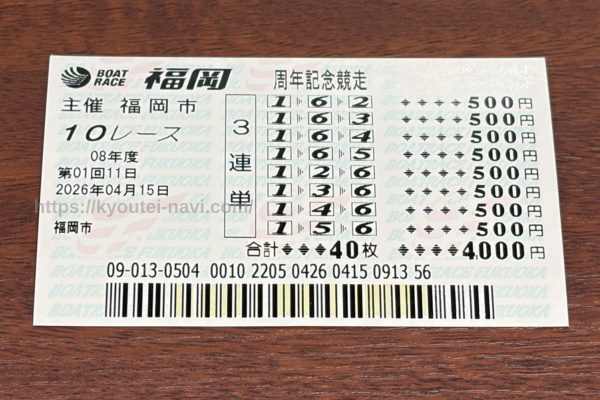 BOAT RACE 福岡 周年記念競走
主催 福岡市
10レース
08年度
第01回11日
2026年04月15日
福岡市
3連単
1 6 2 ◆◆◆◆500円
1 6 3 ◆◆◆◆500円
1 6 4 ◆◆◆◆500円
1 6 5 ◆◆◆◆500円
1 2 6 ◆◆◆◆500円
1 3 6 ◆◆◆◆500円
1 4 6 ◆◆◆◆500円
1 5 6 ◆◆◆◆500円
合計◆◆◆40枚 ◆◆◆4,000円
09-013-0504 0010 2205 0426 0415 0913 56
https://kyoutei-navi.com/
BOATRACE FUKUOKA